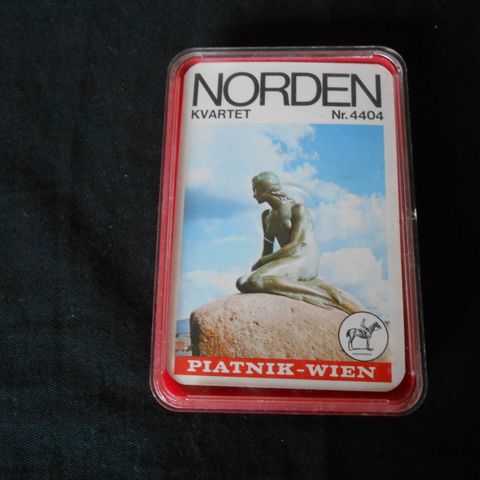 NORDEN
KVARTET Nr. 4404
PIATNIK-WIEN